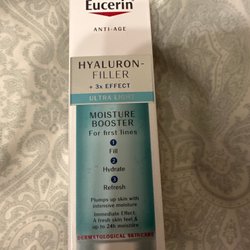 Eucerin
ANTI-AGE
HYALURON-
FILLER
+ 3x EFFECT
ULTRA LIGHT
MOISTURE
BOOSTER
For first lines
1
Fill
2
Hydrate
3
Refresh
Plumps up skin with
intensive moisture
Immediate Effect:
A fresh skin feel &
up to 24h moisture
DERMATOLOGICAL SKINCARE